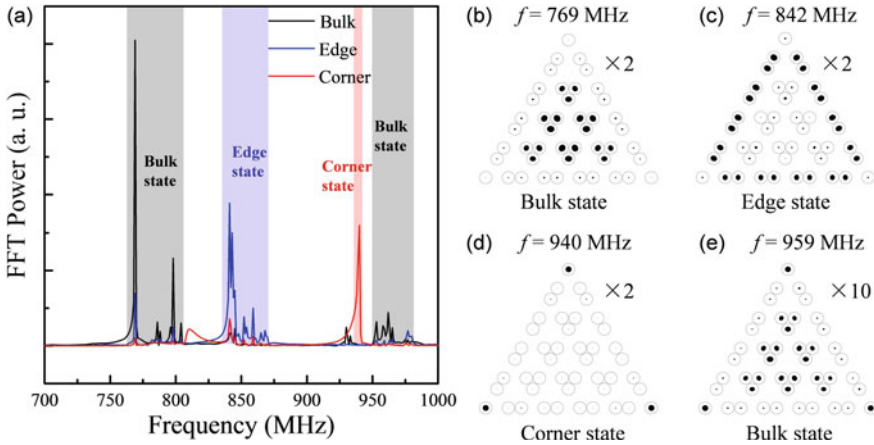 (a)
Bulk
Edge
Corner
Bulk
state
Edge
state
Corner
state
Bulk
state
FFT Power (a. u.)
700 750 800 850 900 950 1000
Frequency (MHz)
(b) f = 769 MHz
×2
Bulk state
(c) f = 842 MHz
×2
Edge state
(d) f = 940 MHz
×2
Corner state
(e) f = 959 MHz
×10
Bulk state